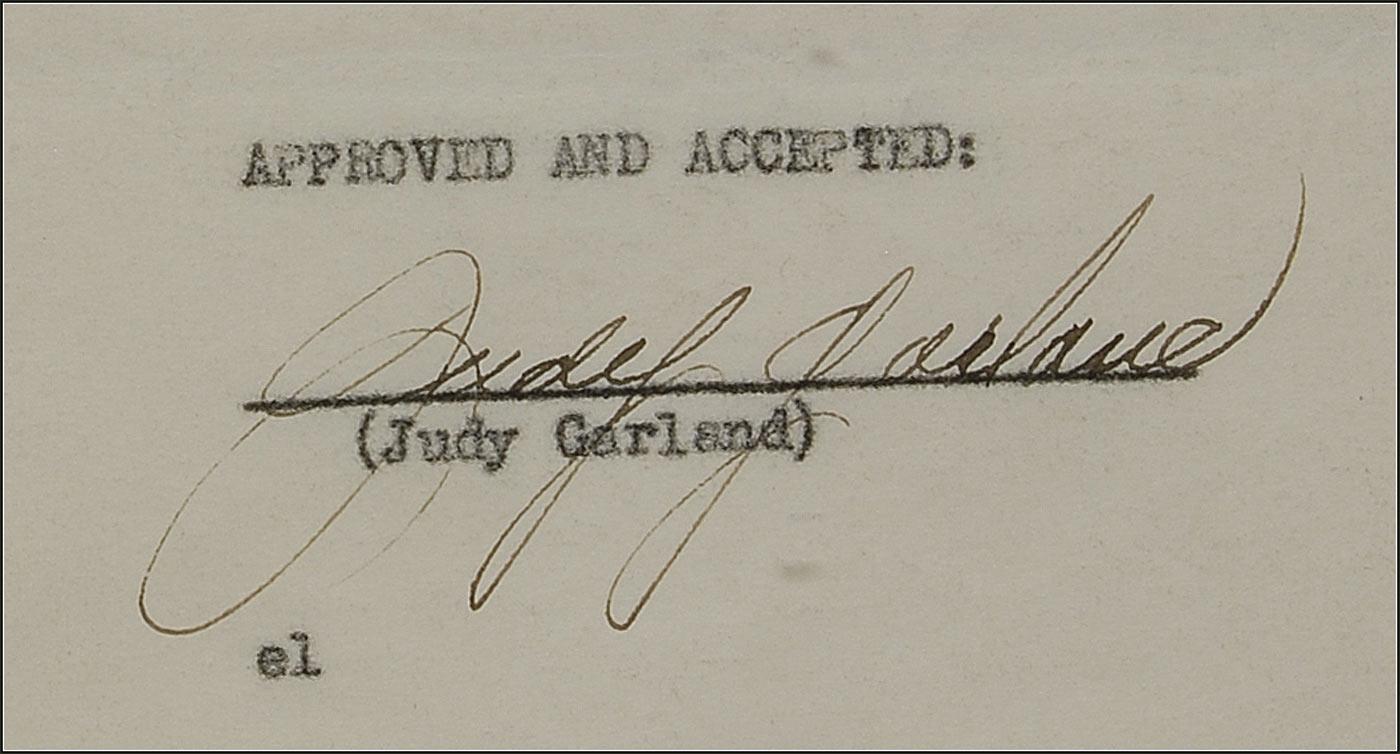 APPROVED AND ACCEPTED:
Judy Garland
(Judy Garland)
el